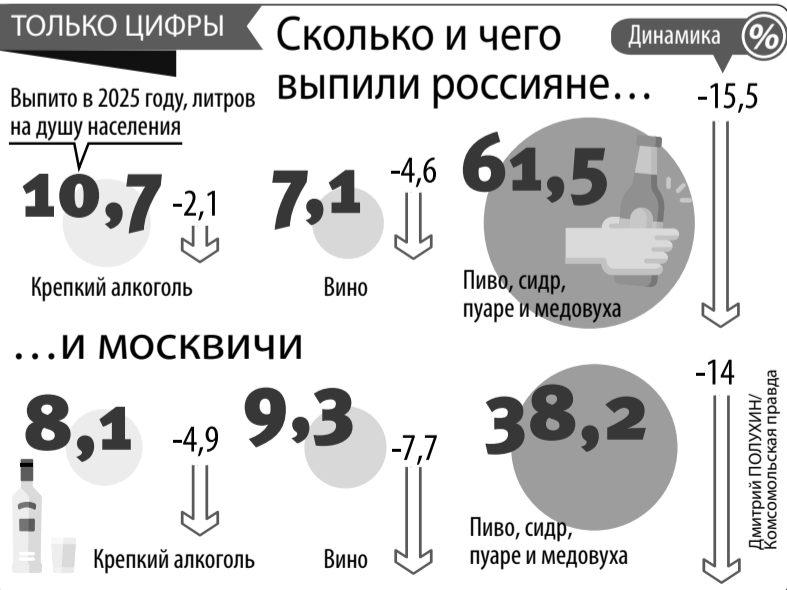 ТОЛЬКО ЦИФРЫ
Сколько и чего
выпили россияне…
Динамика %
Выпито в 2025 году, литров
на душу населения
10,7
-2,1
Крепкий алкоголь
7,1
-4,6
Вино
61,5
-15,5
Пиво, сидр,
пуаре и медовуха
…и москвичи
8,1
-4,9
Крепкий алкоголь
9,3
-7,7
Вино
38,2
-14
Пиво, сидр,
пуаре и медовуха
Дмитрий ПОЛУХИН/
Комсомольская правда